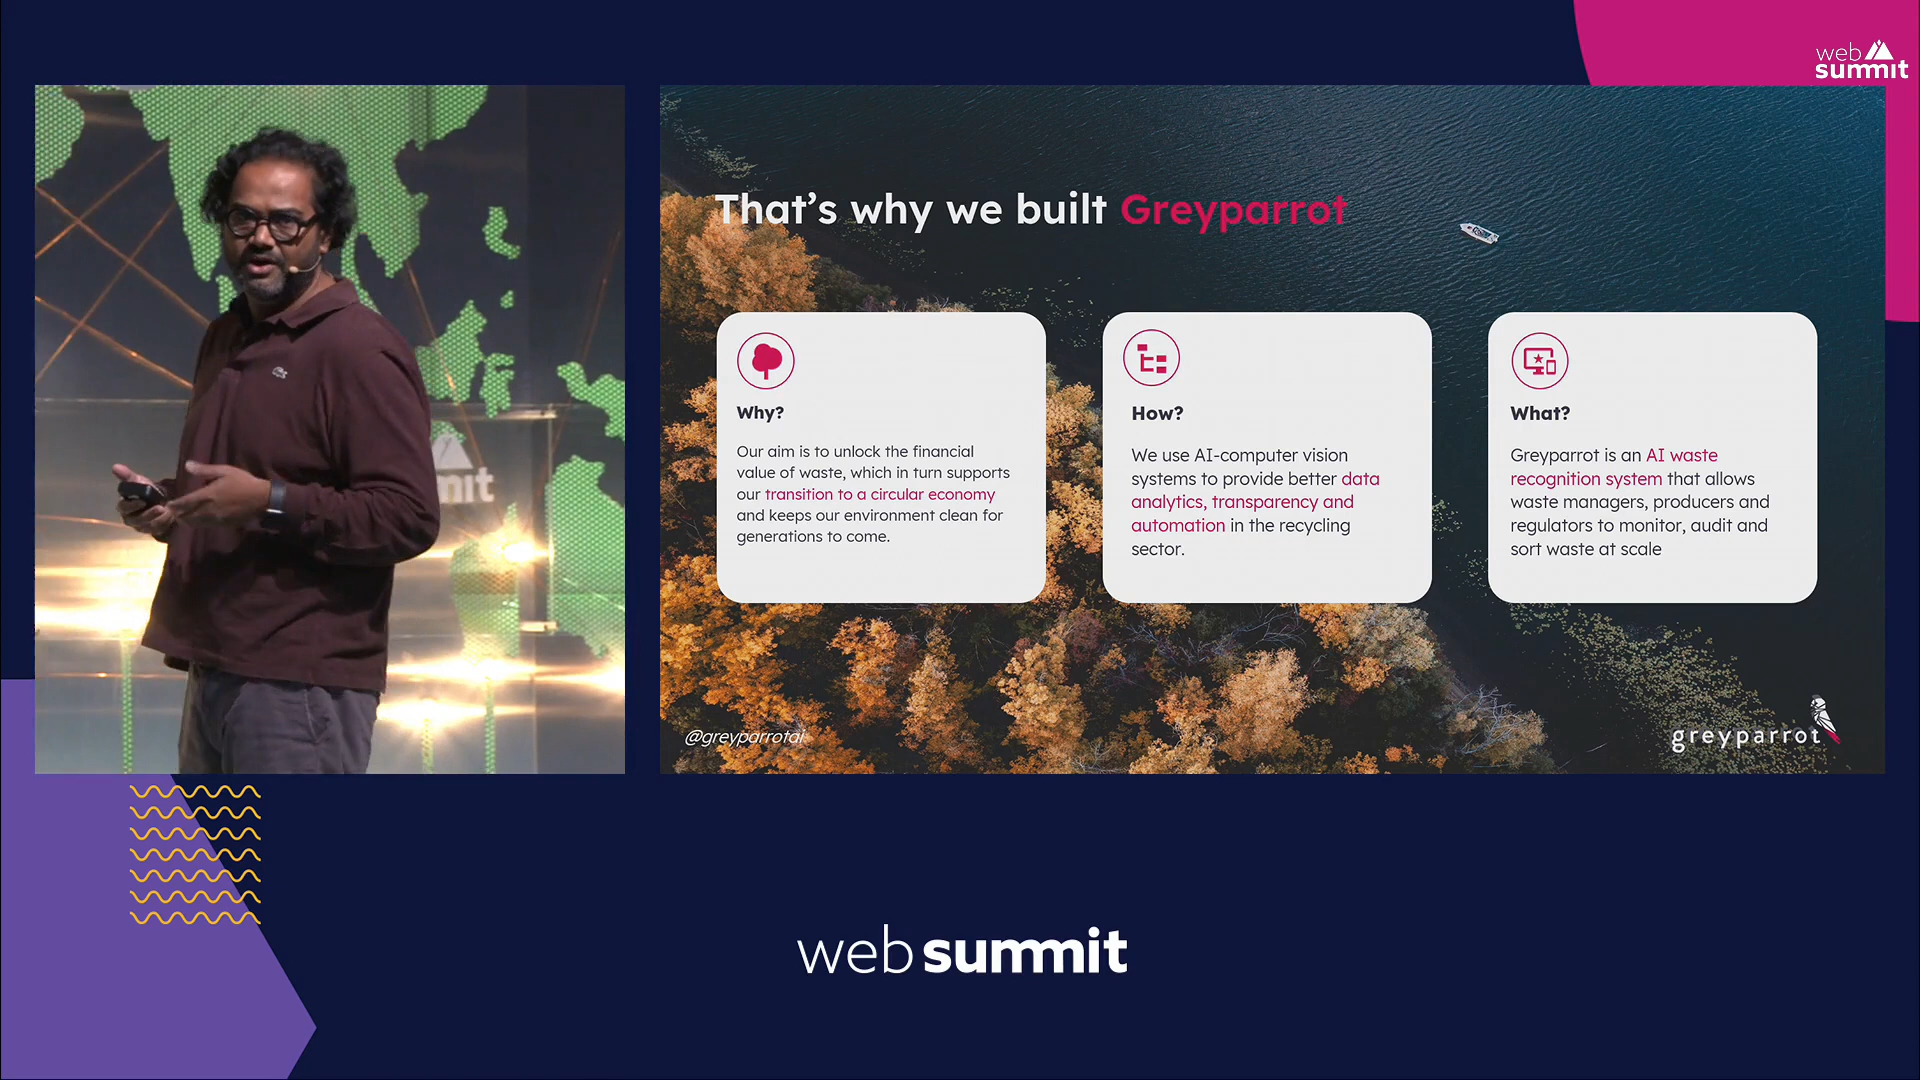 web
summit
That's why we built Greyparrot
Why?
Our aim is to unlock the financial
value of waste, which in turn supports
our transition to a circular economy
and keeps our environment clean for
generations to come.
How?
We use AI-computer vision
systems to provide better data
analytics, transparency and
automation in the recycling
sector.
What?
Greyparrot is an AI waste
recognition system that allows
waste managers, producers and
regulators to monitor, audit and
sort waste at scale
@greyparrotai
greyparrot
mit
web summit